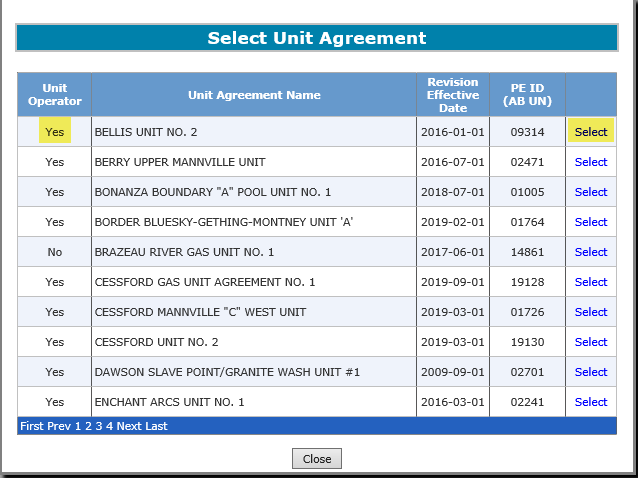 Select Unit Agreement
Unit Operator Unit Agreement Name Revision Effective Date PE ID (AB UN)
Yes BELLIS UNIT NO. 2 2016-01-01 09314 Select
Yes BERRY UPPER MANNVILLE UNIT 2016-07-01 02471 Select
Yes BONANZA BOUNDARY "A" POOL UNIT NO. 1 2018-07-01 01005 Select
Yes BORDER BLUESKY-GETHING-MONTNEY UNIT 'A' 2019-02-01 01764 Select
No BRAZEAU RIVER GAS UNIT NO. 1 2017-06-01 14861 Select
Yes CESSFORD GAS UNIT AGREEMENT NO. 1 2019-09-01 19128 Select
Yes CESSFORD MANNVILLE "C" WEST UNIT 2019-03-01 01726 Select
Yes CESSFORD UNIT NO. 2 2019-03-01 19130 Select
Yes DAWSON SLAVE POINT/GRANITE WASH UNIT #1 2009-09-01 02701 Select
Yes ENCHANT ARCS UNIT NO. 1 2016-03-01 02241 Select
First Prev 1 2 3 4 Next Last
Close